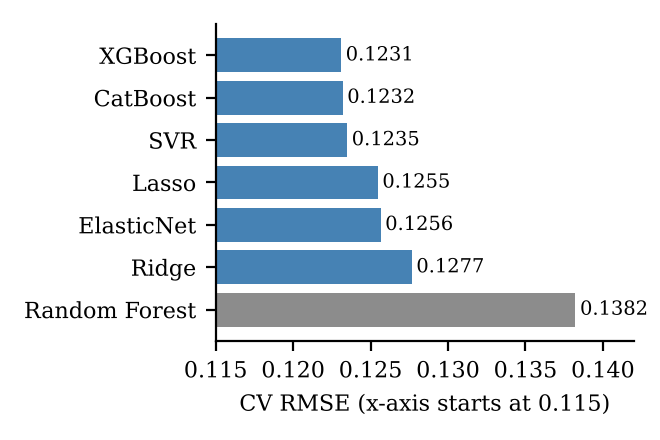 XGBoost 0.1231
CatBoost 0.1232
SVR 0.1235
Lasso 0.1255
ElasticNet 0.1256
Ridge 0.1277
Random Forest 0.1382
0.115 0.120 0.125 0.130 0.135 0.140
CV RMSE (x-axis starts at 0.115)